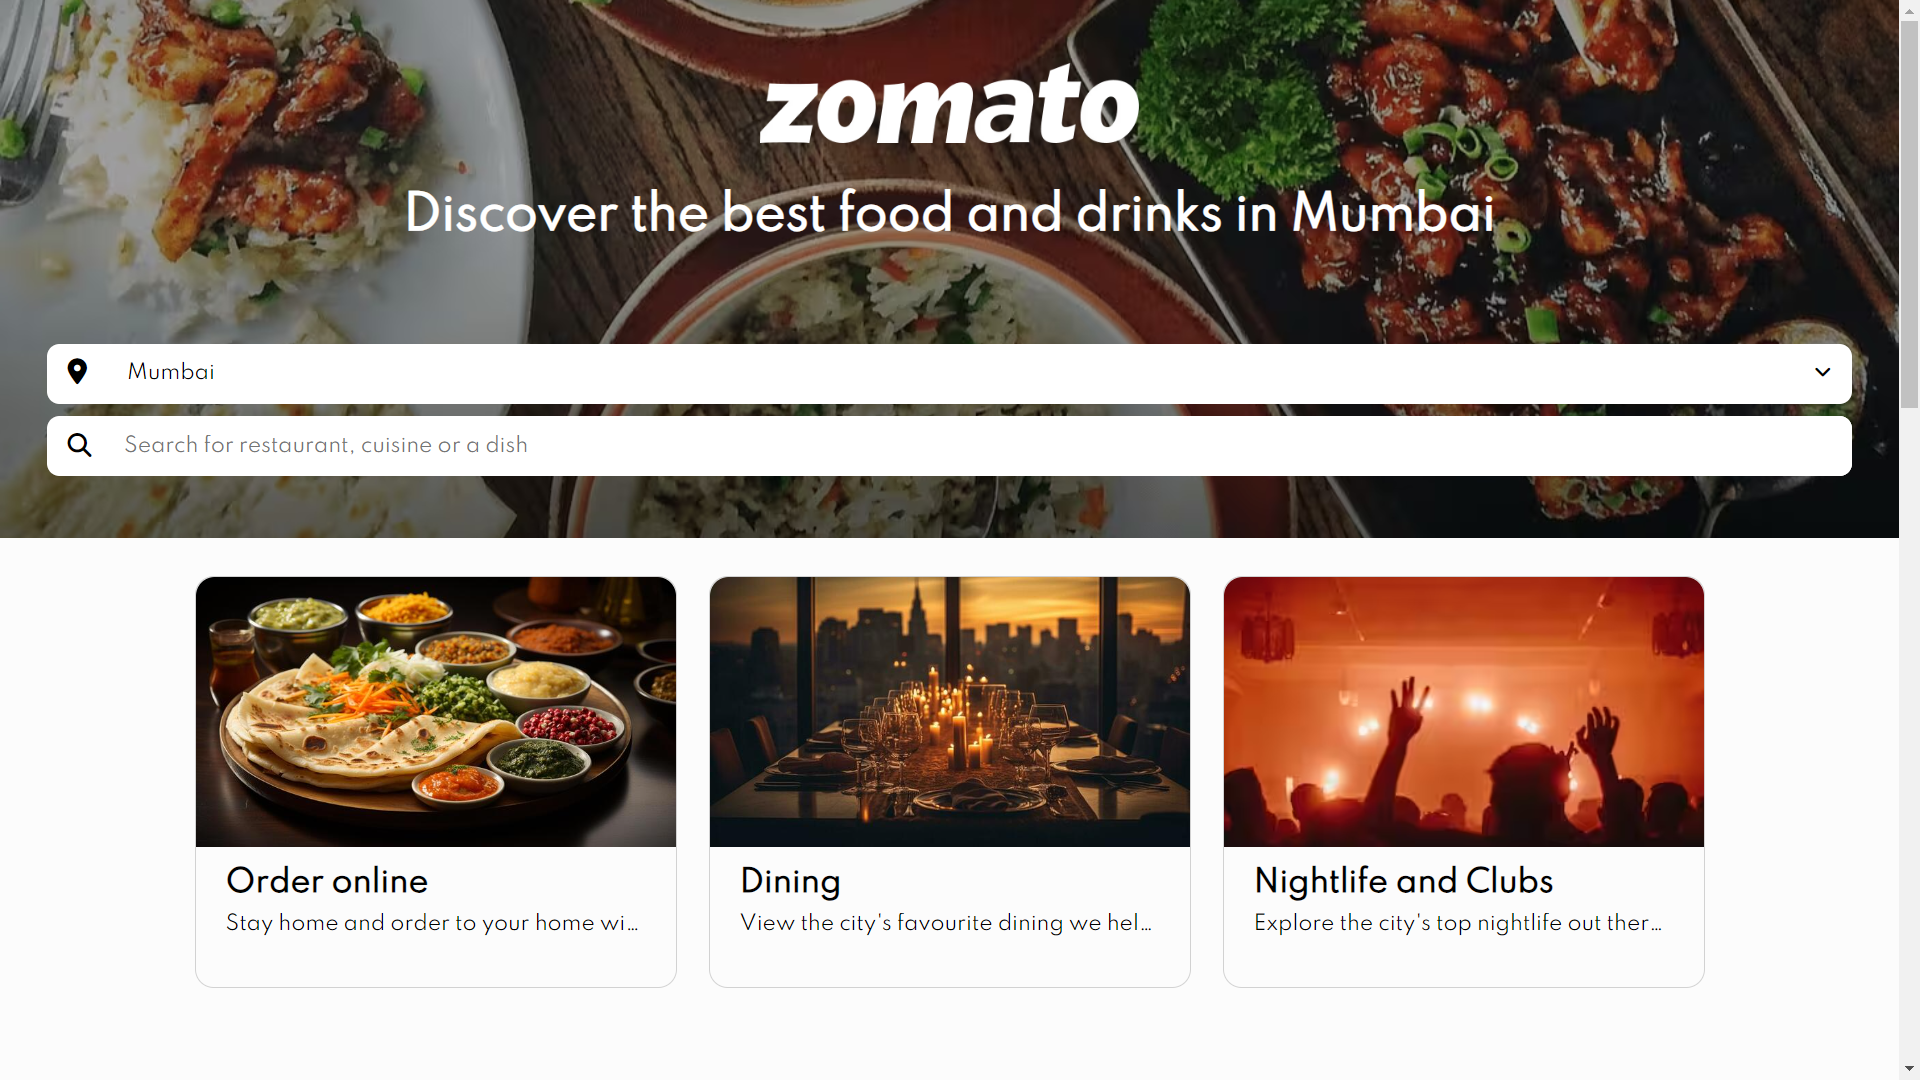 zomato
Discover the best food and drinks in Mumbai
Mumbai
Search for restaurant, cuisine or a dish
Order online
Stay home and order to your home wi...
Dining
View the city's favourite dining we hel...
Nightlife and Clubs
Explore the city's top nightlife out ther...